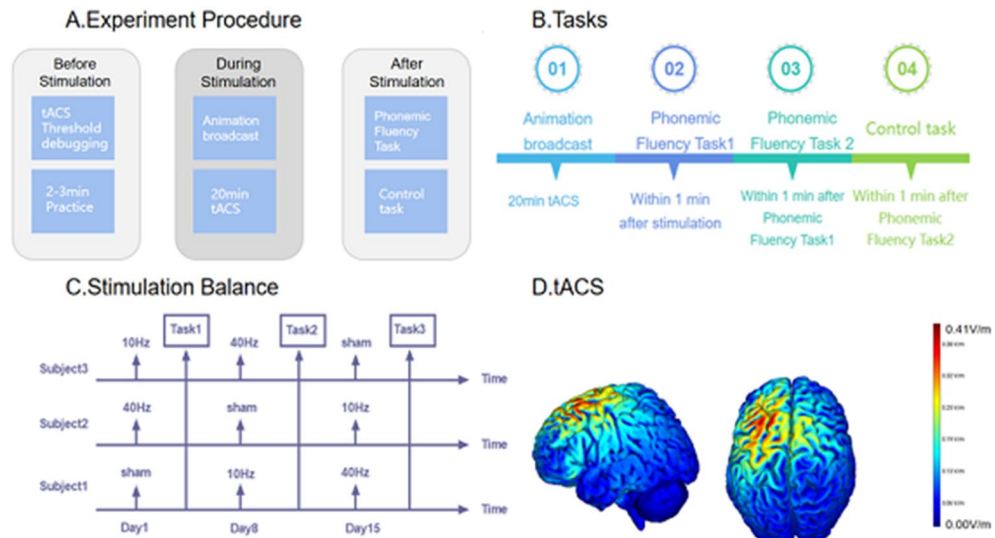 A.Experiment Procedure
Before
Stimulation
tACS
Threshold
debugging
2-3min
Practice
During
Stimulation
Animation
broadcast
20min
tACS
After
Stimulation
Phonemic
Fluency
Task
Control
task
B.Tasks
01
02
03
04
Animation
broadcast
Phonemic
Fluency Task1
Phonemic
Fluency Task 2
Control task
20min tACS
Within 1 min
after stimulation
Within 1 min after
Phonemic
Fluency Task1
Within 1 min after
Phonemic
Fluency Task2
C.Stimulation Balance
Task1
Task2
Task3
10Hz
40Hz
sham
Subject3
Time
40Hz
sham
10Hz
Subject2
Time
sham
10Hz
40Hz
Subject1
Time
Day1
Day8
Day15
D.tACS
0.41V/m
0.00V/m